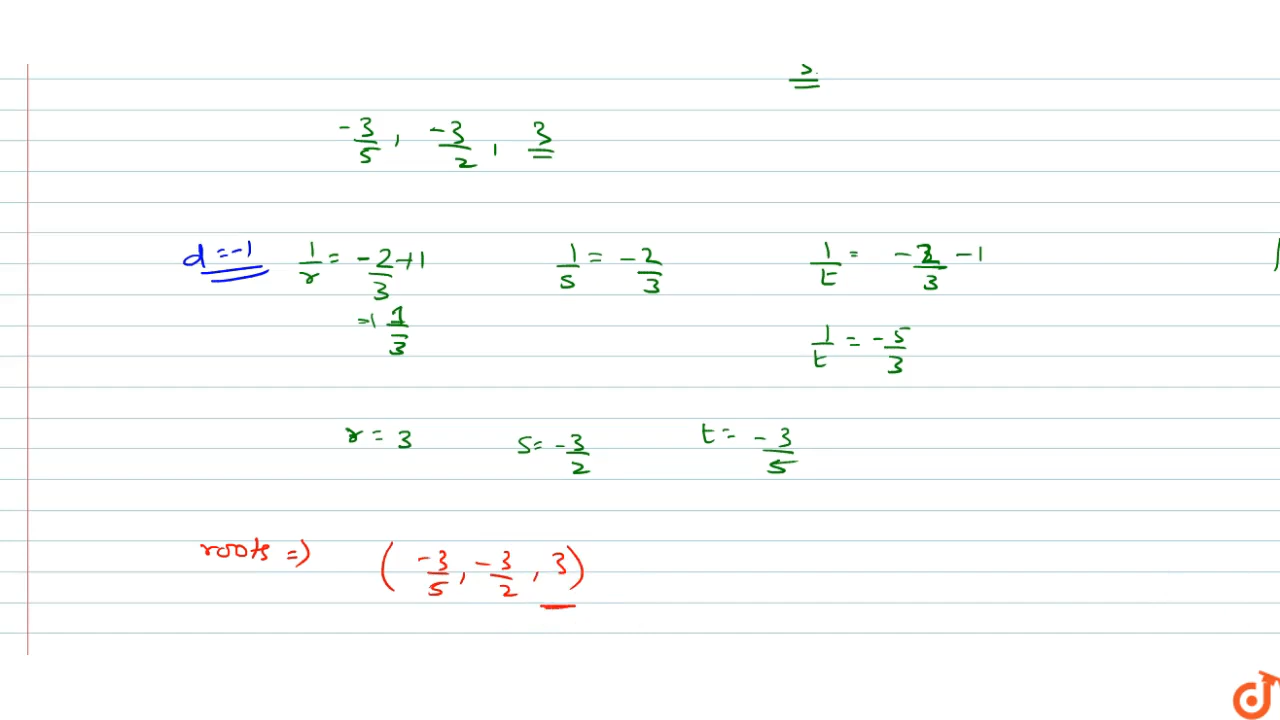 -3/5, -3/2, 3
d = -1 1/r = -2/3 + 1 1/s = -2/3 1/t = -2/3 - 1
=) 1/3 1/t = -5/3
r = 3 s = -3/2 t = -3/5
roots =) (-3/5, -3/2, 3)